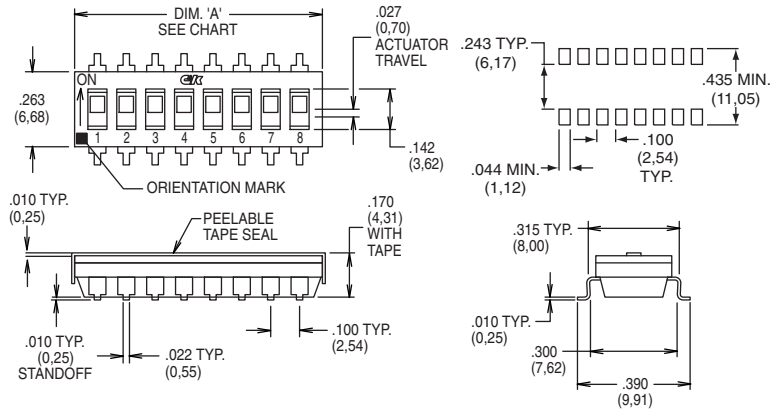 DIM. 'A'
SEE CHART
.027
(0,70)
ACTUATOR
TRAVEL
ON
C&K
.263
(6,68)
1 2 3 4 5 6 7 8
.142
(3,62)
ORIENTATION MARK
.243 TYP.
(6,17)
.435 MIN.
(11,05)
.100
(2,54)
TYP.
.044 MIN.
(1,12)
.010 TYP.
(0,25)
PEELABLE
TAPE SEAL
.170
(4,31)
WITH
TAPE
.010 TYP.
(0,25)
STANDOFF
.022 TYP.
(0,55)
.100 TYP.
(2,54)
.315 TYP.
(8,00)
.010 TYP.
(0,25)
.300
(7,62)
.390
(9,91)